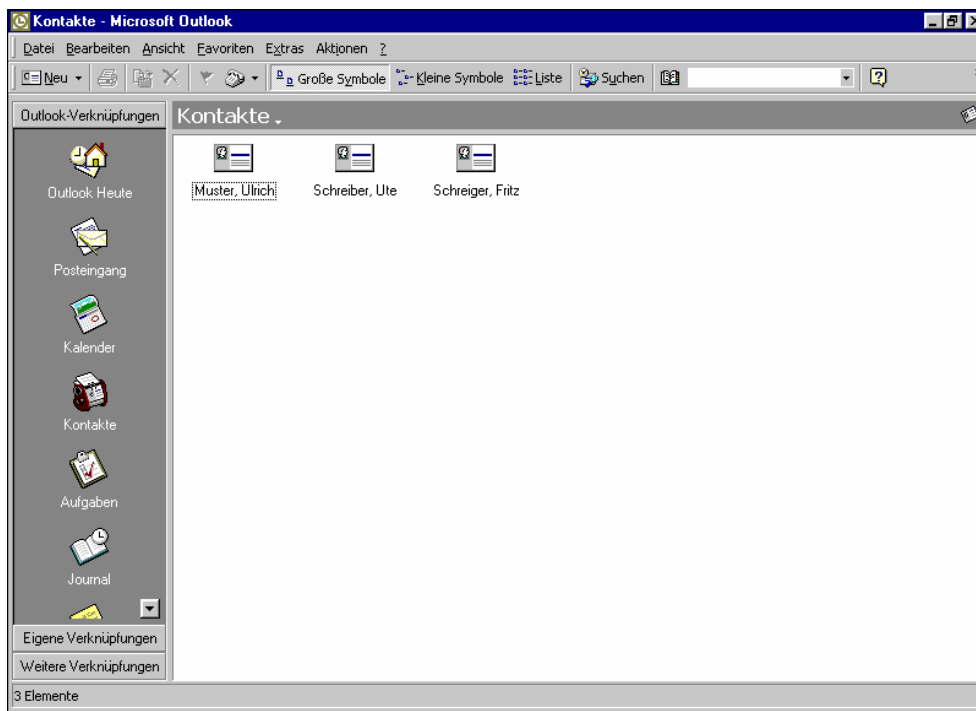 Kontakte - Microsoft Outlook
Datei Bearbeiten Ansicht Favoriten Extras Aktionen ?
Neu Große Symbole Kleine Symbole Liste Suchen
Outlook-Verknüpfungen
Kontakte
Muster, Ulrich Schreiber, Ute Schreiger, Fritz
Outlook Heute
Posteingang
Kalender
Kontakte
Aufgaben
Journal
Eigene Verknüpfungen
Weitere Verknüpfungen
3 Elemente